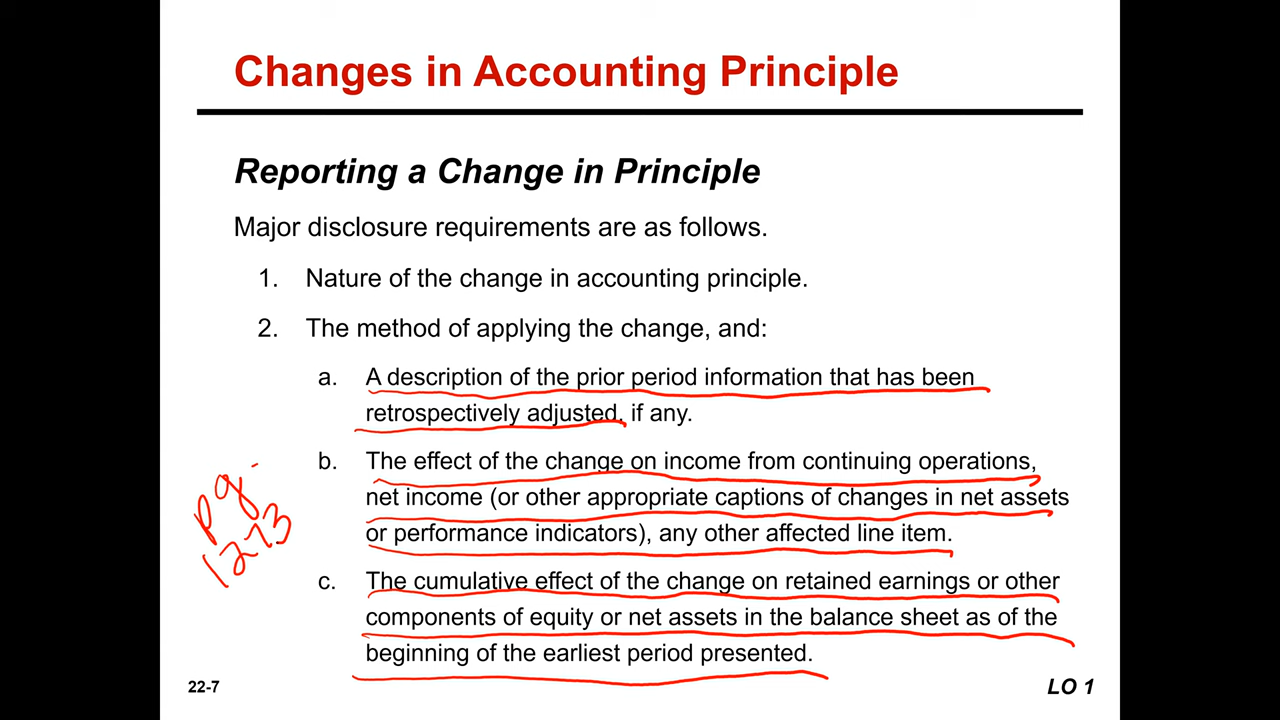 Changes in Accounting Principle
Reporting a Change in Principle
Major disclosure requirements are as follows.
1. Nature of the change in accounting principle.
2. The method of applying the change, and:
a. A description of the prior period information that has been
retrospectively adjusted, if any.
b. The effect of the change on income from continuing operations,
net income (or other appropriate captions of changes in net assets
or performance indicators), any other affected line item.
c. The cumulative effect of the change on retained earnings or other
components of equity or net assets in the balance sheet as of the
beginning of the earliest period presented.
pg.
1273
22-7
LO 1